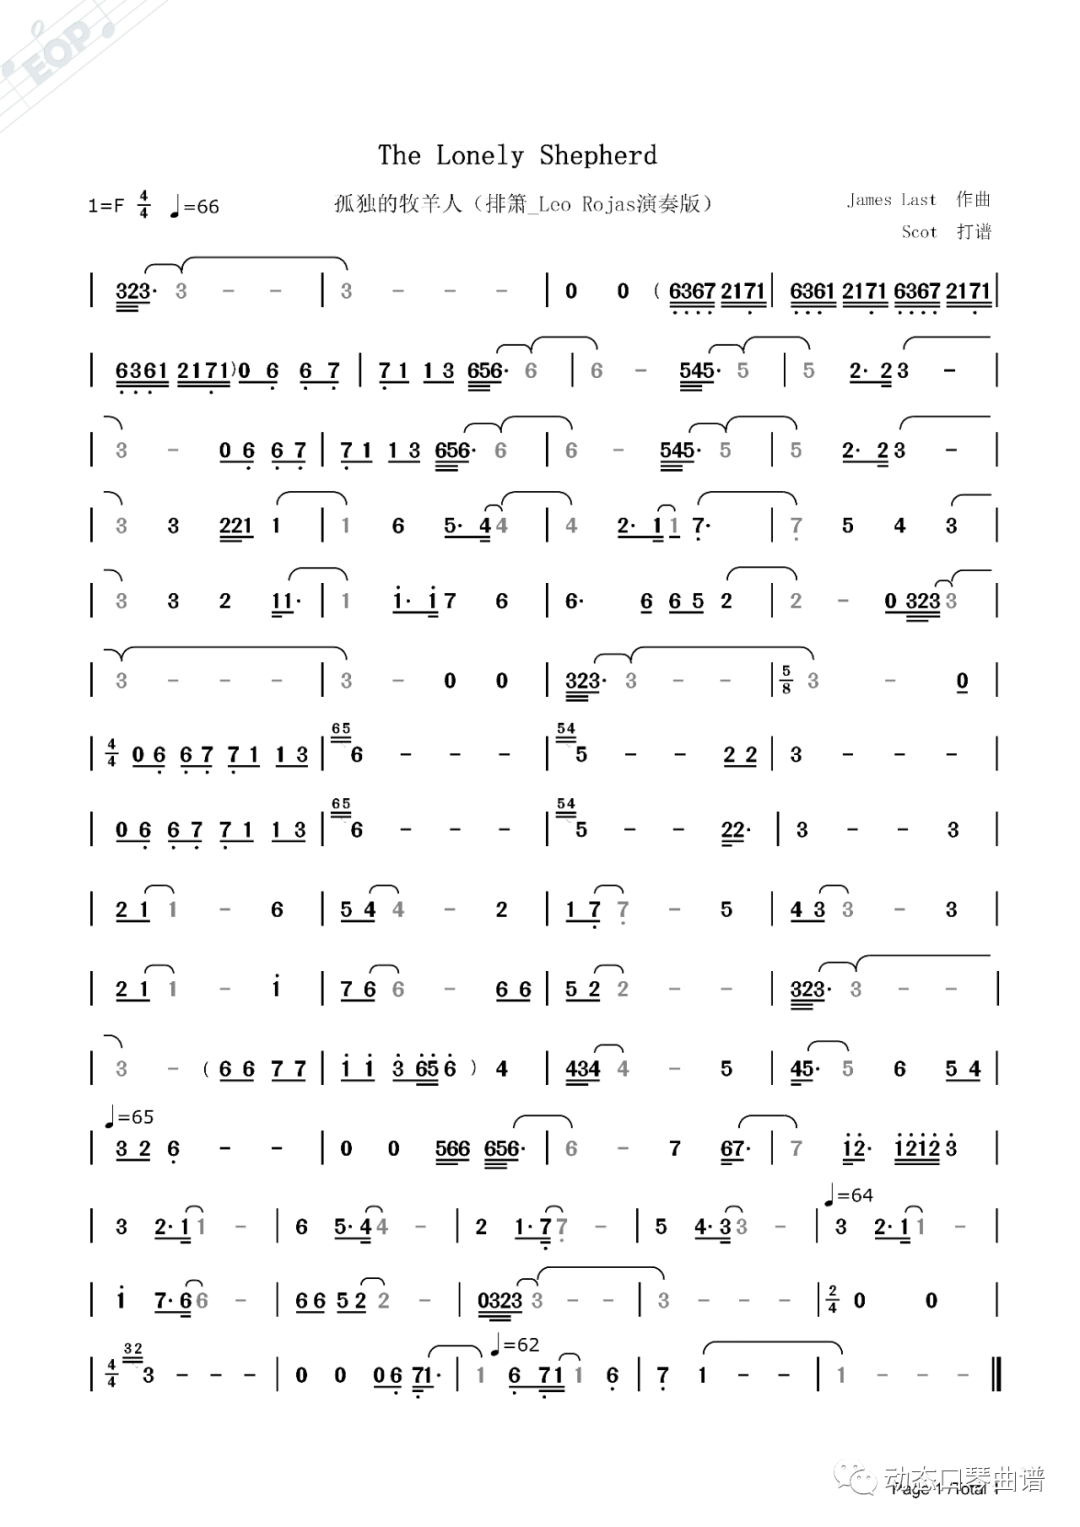 EOP
The Lonely Shepherd
1=F 4/4 ♩=66
孤独的牧羊人（排箫_Leo Rojas演奏版）
James Last 作曲
Scot 打谱
| 323· 3 - - | 3 - - - | 0 0 (6367 2171 | 6361 2171 6367 2171 |
| 6361 2171)0 6 6 7 | 7 1 1 3 656· 6 | 6 - 545· 5 | 5 2· 2 3 - |
| 3 - 0 6 6 7 | 7 1 1 3 656· 6 | 6 - 545· 5 | 5 2· 2 3 - |
| 3 3 221 1 | 1 6 5· 4 4 | 4 2· 1 1 7· | 7 5 4 3 |
| 3 3 2 11· | 1 1· 1 7 6 | 6· 6 6 5 2 | 2 - 0 323 3 |
| 3 - - - | 3 - 0 0 | 323· 3 - - | 5/8 3 - 0 |
| 4/4 0 6 6 7 7 1 1 3 | 65 6 - - - | 54 5 - - 2 2 | 3 - - - |
| 0 6 6 7 7 1 1 3 | 65 6 - - - | 54 5 - - 22· | 3 - - 3 |
| 2 1 1 - 6 | 5 4 4 - 2 | 1 7 7 - 5 | 4 3 3 - 3 |
| 2 1 1 - 1 | 7 6 6 - 6 6 | 5 2 2 - - | 323· 3 - - |
| 3 - (6 6 7 7 | 1 1 3 65 6 ) 4 | 434 4 - 5 | 45· 5 6 5 4 |
♩=65
| 3 2 6 - - | 0 0 566 656· | 6 - 7 67· | 7 12· 1212 3 |
♩=64
| 3 2· 1 1 - | 6 5· 4 4 - | 2 1· 7 7 - | 5 4· 3 3 - | 3 2· 1 1 - |
| 1 7· 6 6 - | 6 6 5 2 2 - | 0323 3 - - | 3 - - - | 2/4 0 0 |
♩=62
| 4/4 32 3 - - - | 0 0 0 6 71· | 1 6 71 1 6 | 7 1 - - | 1 - - - ‖
动态口琴曲谱
Page 1 /Total 1